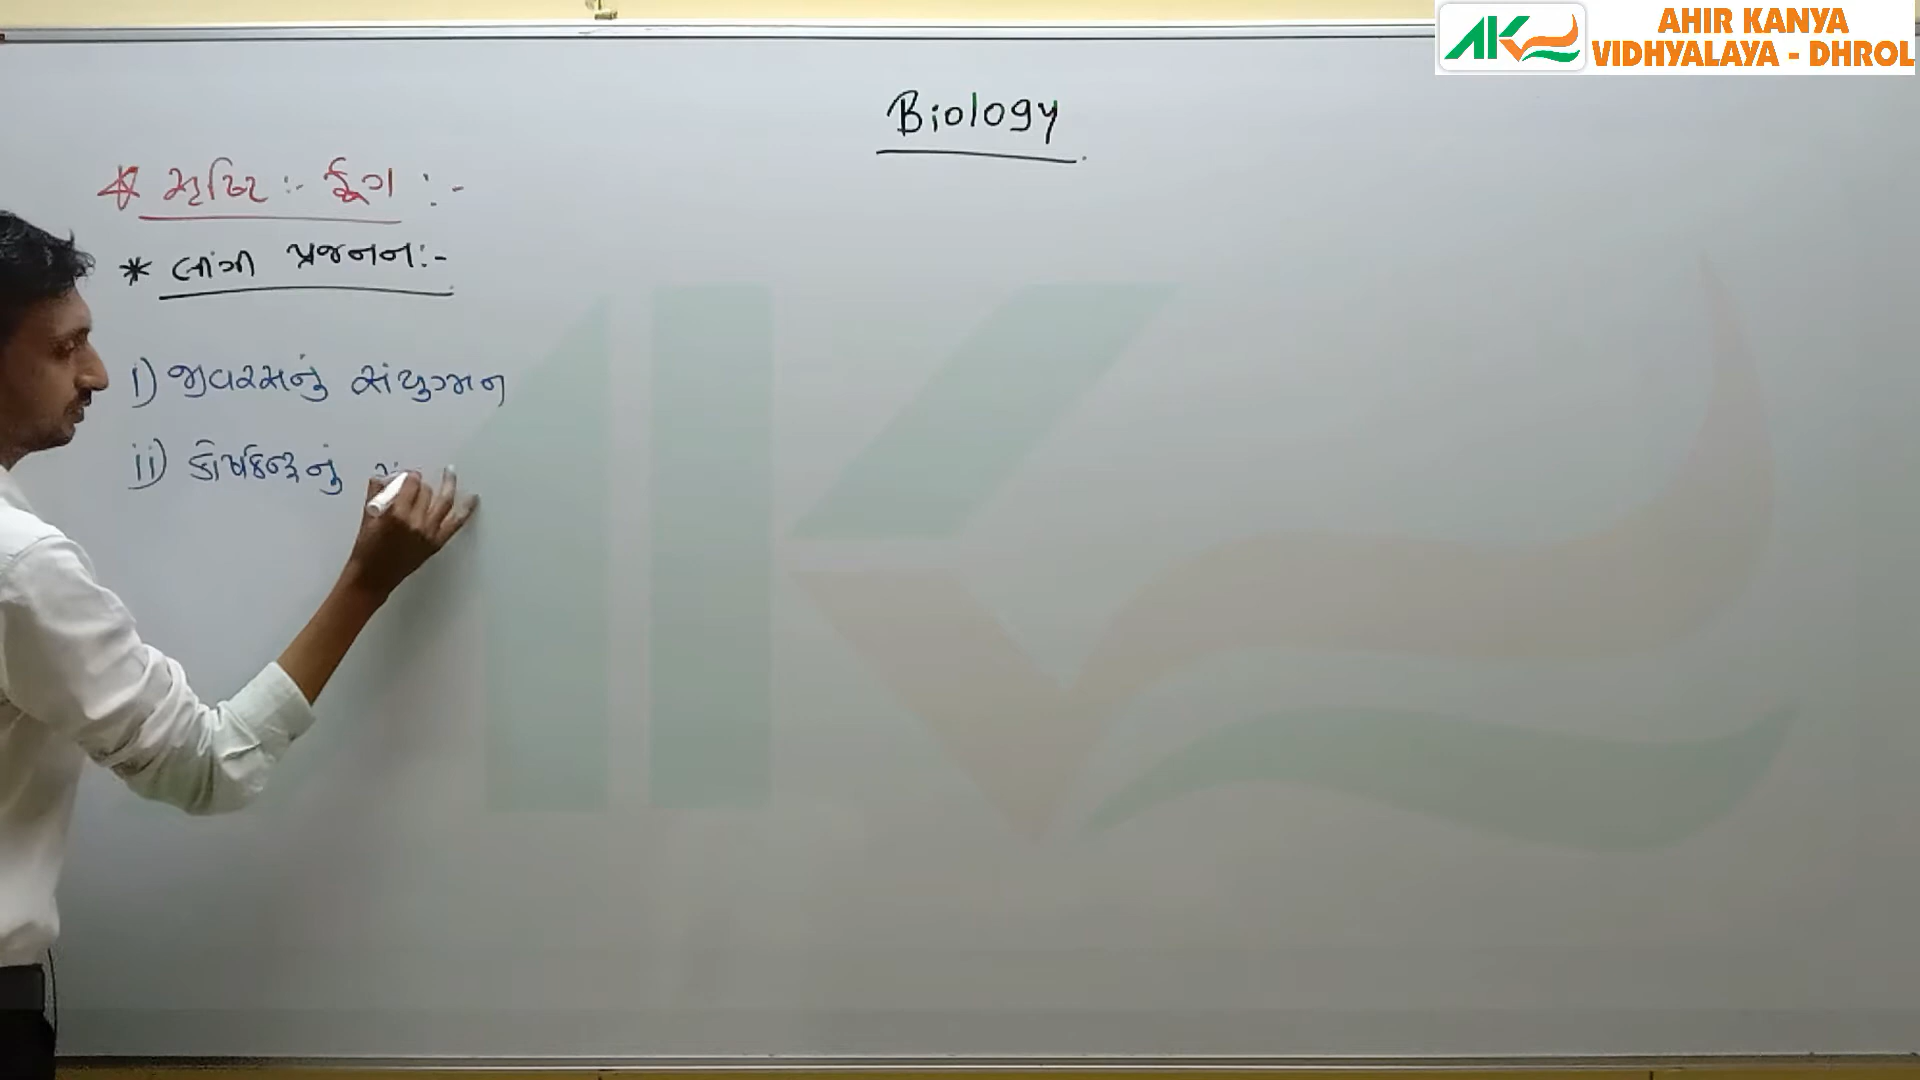 AHIR KANYA
VIDHYALAYA - DHROL
Biology
* સૃષ્ટિ :- ફૂગ :-
* લીંગી પ્રજનન:-
i) જીવરસનું સંયુગ્મન
ii) કોષકેન્દ્રનું